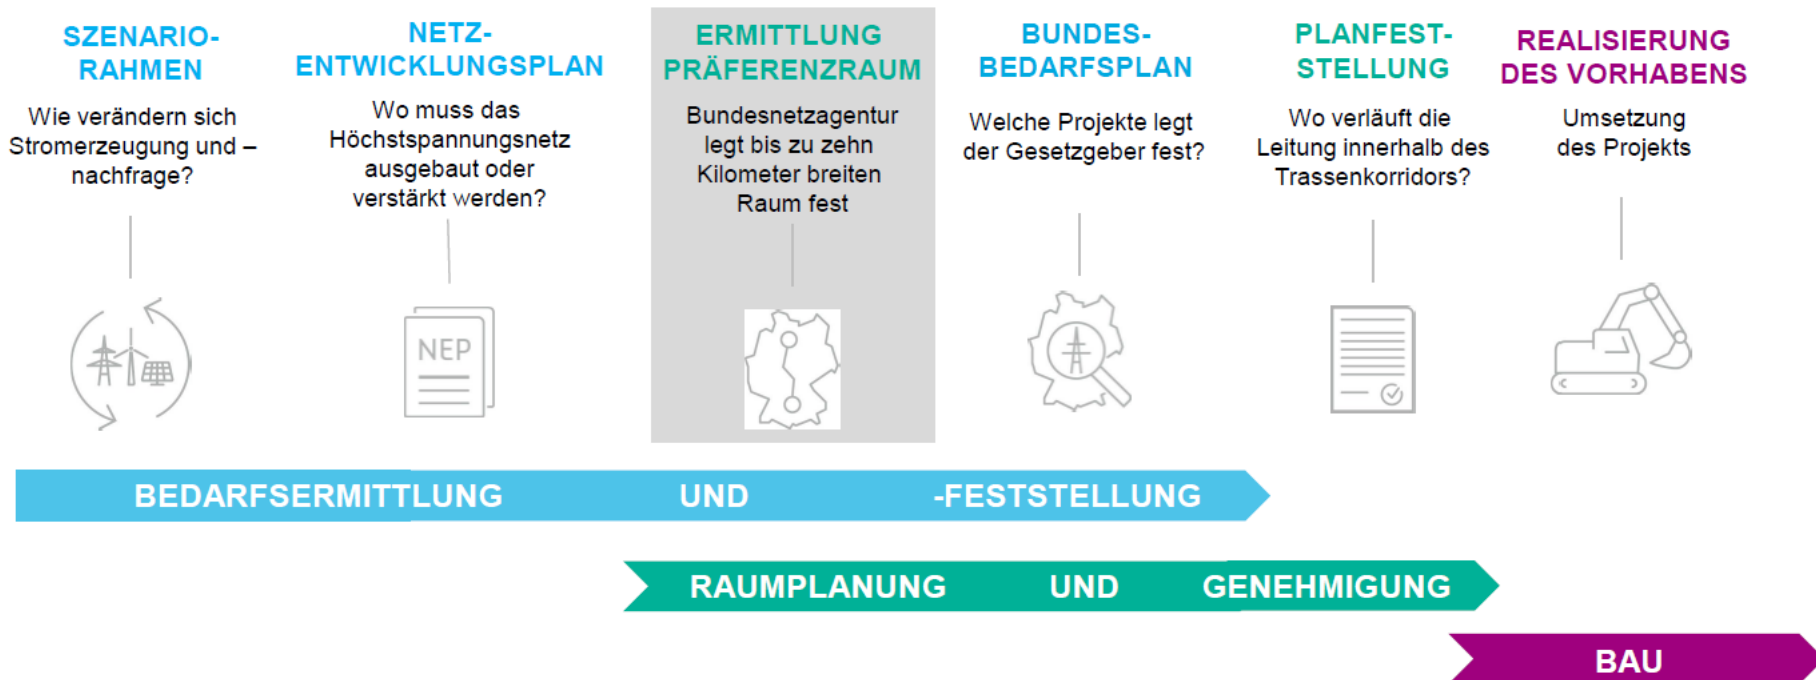 SZENARIO-
RAHMEN
Wie verändern sich
Stromerzeugung und –
nachfrage?
NETZ-
ENTWICKLUNGSPLAN
Wo muss das
Höchstspannungsnetz
ausgebaut oder
verstärkt werden?
NEP
ERMITTLUNG
PRÄFERENZRAUM
Bundesnetzagentur
legt bis zu zehn
Kilometer breiten
Raum fest
BUNDES-
BEDARFSPLAN
Welche Projekte legt
der Gesetzgeber fest?
PLANFEST-
STELLUNG
Wo verläuft die
Leitung innerhalb des
Trassenkorridors?
REALISIERUNG
DES VORHABENS
Umsetzung
des Projekts
BEDARFSERMITTLUNG UND -FESTSTELLUNG
RAUMPLANUNG UND GENEHMIGUNG
BAU